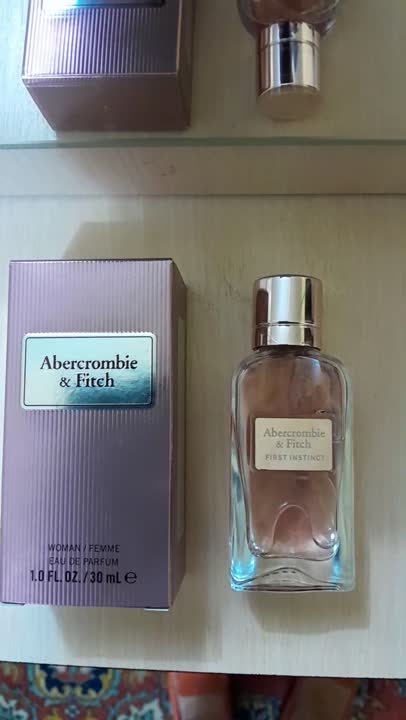 Abercrombie
& Fitch
WOMAN / FEMME
EAU DE PARFUM
1.0 FL. OZ. / 30 mL ℮
Abercrombie
& Fitch
FIRST INSTINCT